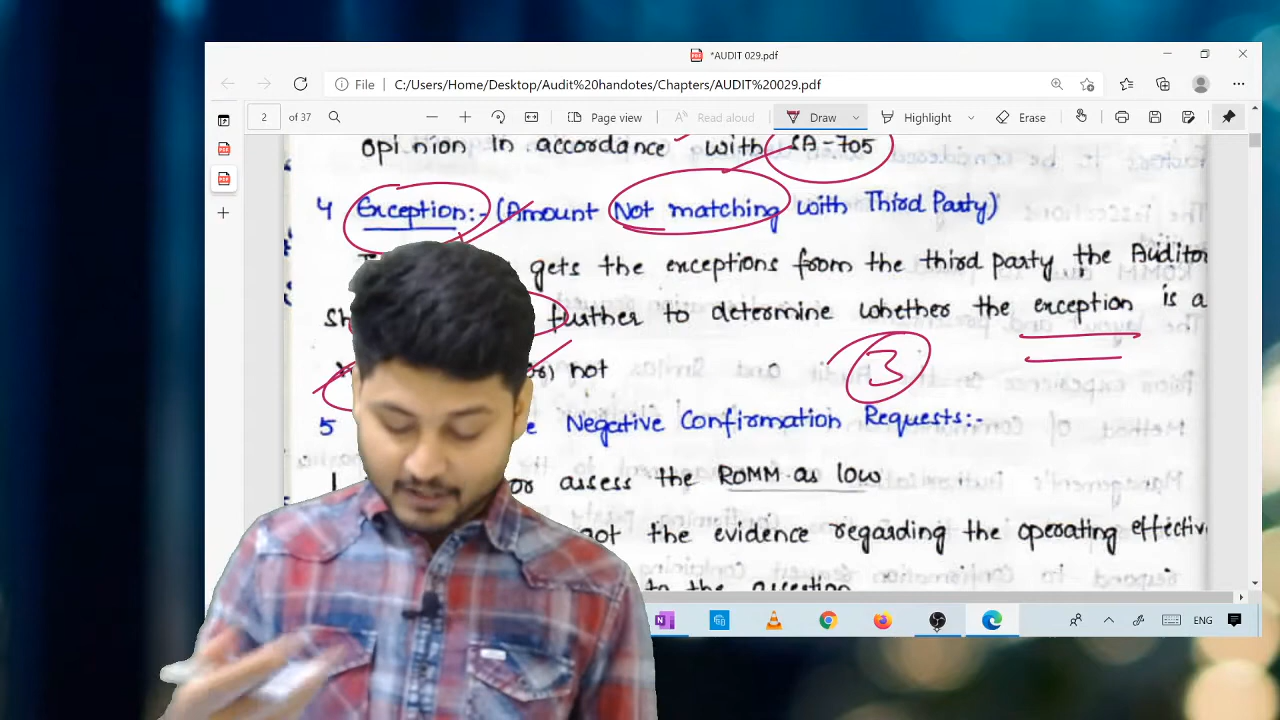 *AUDIT 029.pdf
File C:/Users/Home/Desktop/Audit%20handotes/Chapters/AUDIT%20029.pdf
2 of 37 Page view Read aloud Draw Highlight Erase
opinion in accordance with SA-705
4 Exception:- (Amount Not matching with Third Party)
gets the exceptions from the third party the Auditor
further to determine whether the exception is a
not
3
5 Negative Confirmation Requests:-
assess the ROMM as low
the evidence regarding the operating effectiv
to the assertion
ENG